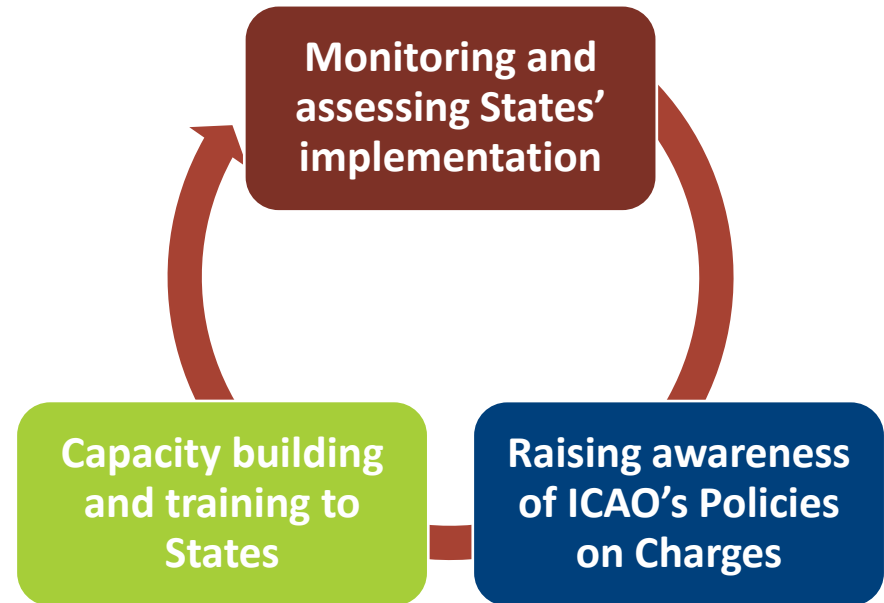 Monitoring and
assessing States’
implementation
Capacity building
and training to
States
Raising awareness
of ICAO’s Policies
on Charges